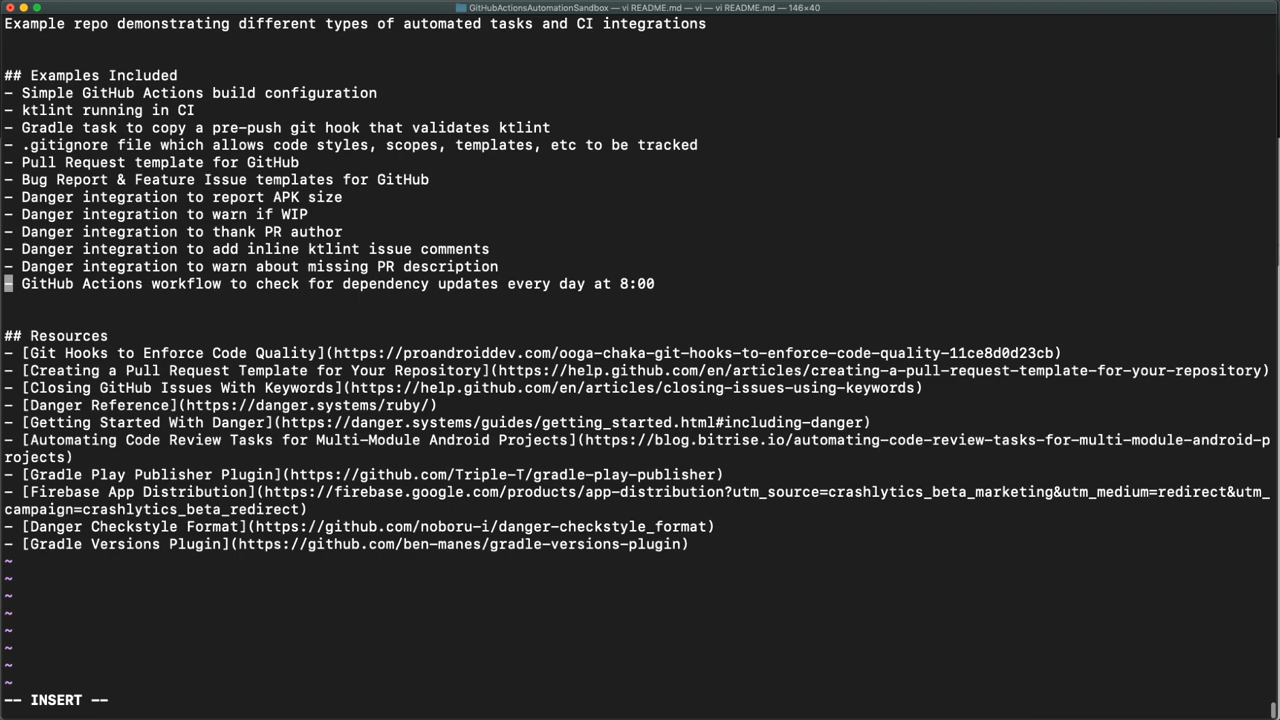 GitHubActionsAutomationSandbox — vi README.md — vi — vi README.md — 146×40
Example repo demonstrating different types of automated tasks and CI integrations
## Examples Included
- Simple GitHub Actions build configuration
- ktlint running in CI
- Gradle task to copy a pre-push git hook that validates ktlint
- .gitignore file which allows code styles, scopes, templates, etc to be tracked
- Pull Request template for GitHub
- Bug Report & Feature Issue templates for GitHub
- Danger integration to report APK size
- Danger integration to warn if WIP
- Danger integration to thank PR author
- Danger integration to add inline ktlint issue comments
- Danger integration to warn about missing PR description
- GitHub Actions workflow to check for dependency updates every day at 8:00
## Resources
- [Git Hooks to Enforce Code Quality](https://proandroiddev.com/ooga-chaka-git-hooks-to-enforce-code-quality-11ce8d0d23cb)
- [Creating a Pull Request Template for Your Repository](https://help.github.com/en/articles/creating-a-pull-request-template-for-your-repository)
- [Closing GitHub Issues With Keywords](https://help.github.com/en/articles/closing-issues-using-keywords)
- [Danger Reference](https://danger.systems/ruby/)
- [Getting Started With Danger](https://danger.systems/guides/getting_started.html#including-danger)
- [Automating Code Review Tasks for Multi-Module Android Projects](https://blog.bitrise.io/automating-code-review-tasks-for-multi-module-android-p
rojects)
- [Gradle Play Publisher Plugin](https://github.com/Triple-T/gradle-play-publisher)
- [Firebase App Distribution](https://firebase.google.com/products/app-distribution?utm_source=crashlytics_beta_marketing&utm_medium=redirect&utm_
campaign=crashlytics_beta_redirect)
- [Danger Checkstyle Format](https://github.com/noboru-i/danger-checkstyle_format)
- [Gradle Versions Plugin](https://github.com/ben-manes/gradle-versions-plugin)
~
~
~
~
~
~
~
~
-- INSERT --